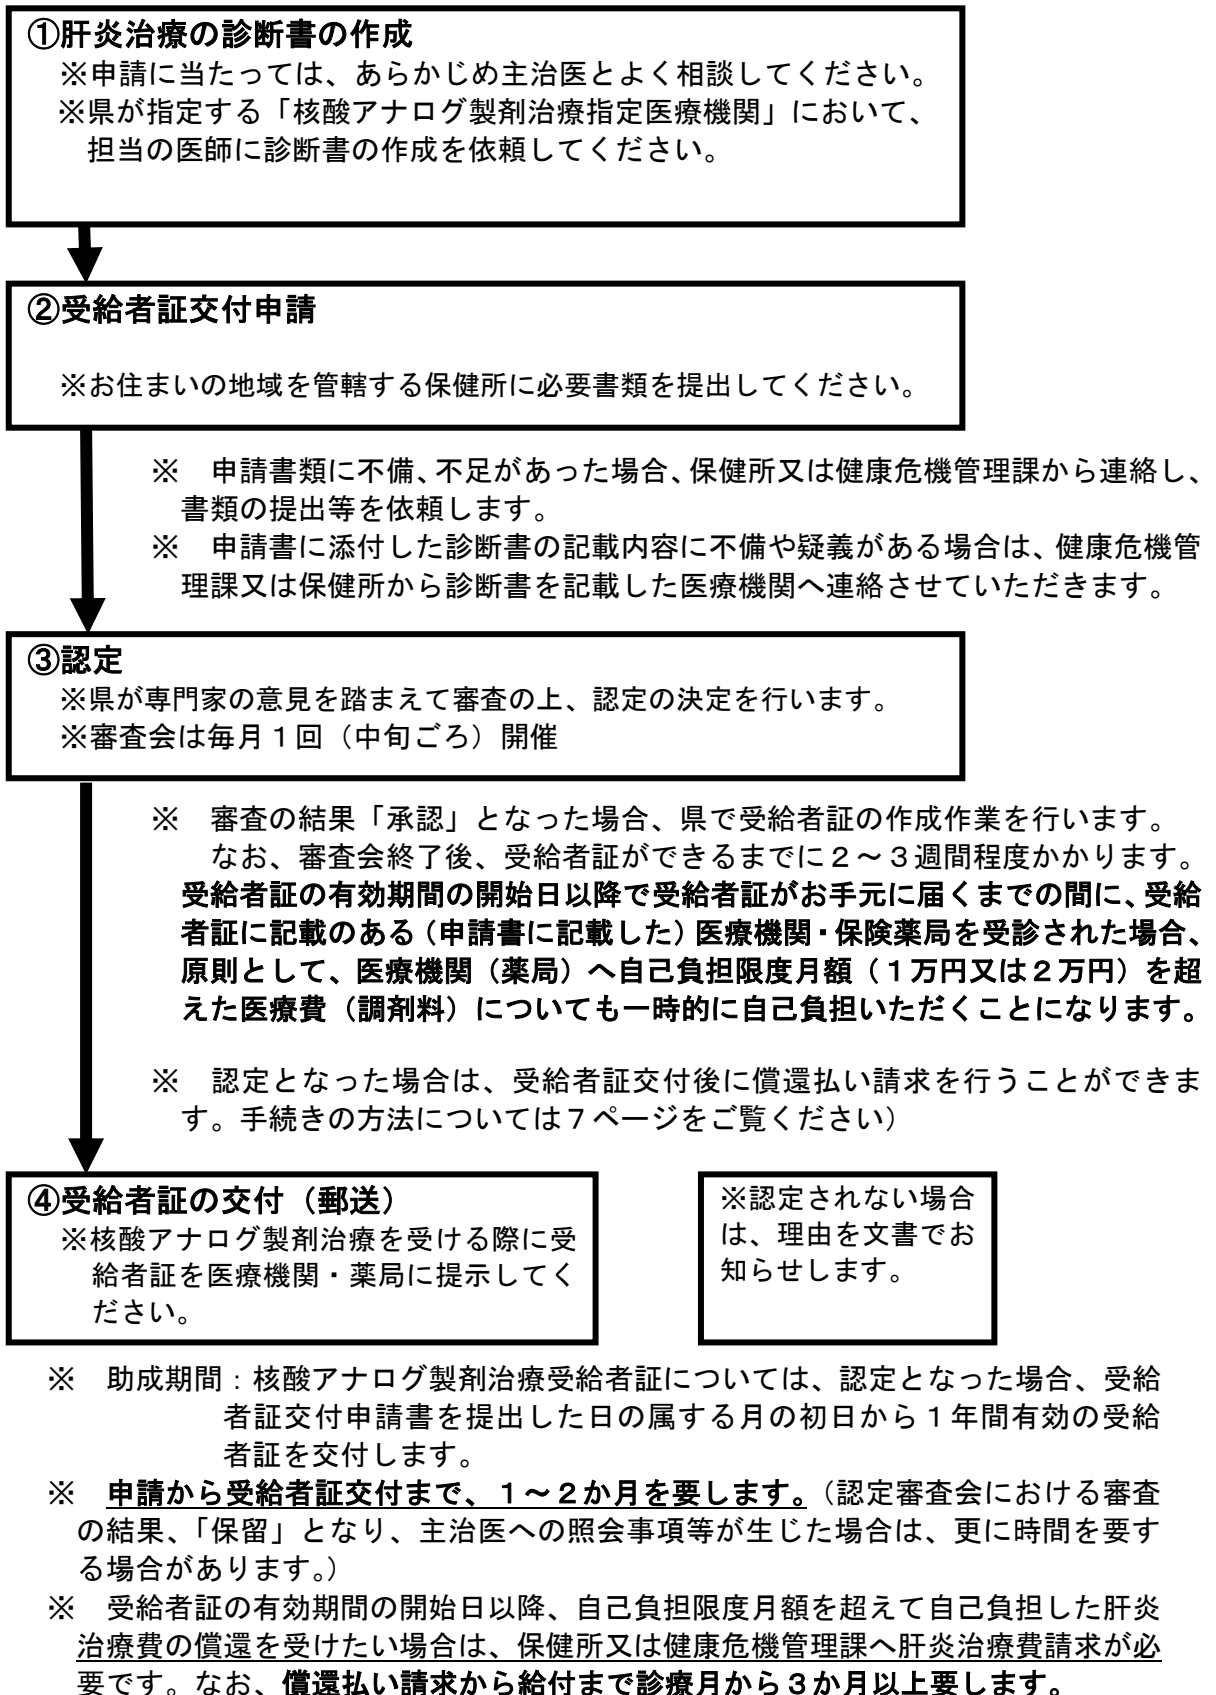 ①肝炎治療の診断書の作成
※申請に当たっては、あらかじめ主治医とよく相談してください。
※県が指定する「核酸アナログ製剤治療指定医療機関」において、
担当の医師に診断書の作成を依頼してください。
②受給者証交付申請
※お住まいの地域を管轄する保健所に必要書類を提出してください。
※　申請書類に不備、不足があった場合、保健所又は健康危機管理課から連絡し、
書類の提出等を依頼します。
※　申請書に添付した診断書の記載内容に不備や疑義がある場合は、健康危機管
理課又は保健所から診断書を記載した医療機関へ連絡させていただきます。
③認定
※県が専門家の意見を踏まえて審査の上、認定の決定を行います。
※審査会は毎月１回（中旬ごろ）開催
※　審査の結果「承認」となった場合、県で受給者証の作成作業を行います。
なお、審査会終了後、受給者証ができるまでに２～３週間程度かかります。
受給者証の有効期間の開始日以降で受給者証がお手元に届くまでの間に、受給
者証に記載のある（申請書に記載した）医療機関・保険薬局を受診された場合、
原則として、医療機関（薬局）へ自己負担限度月額（１万円又は２万円）を超
えた医療費（調剤料）についても一時的に自己負担いただくことになります。
※　認定となった場合は、受給者証交付後に償還払い請求を行うことができま
す。手続きの方法については７ページをご覧ください）
④受給者証の交付（郵送）
※核酸アナログ製剤治療を受ける際に受
給者証を医療機関・薬局に提示してく
ださい。
※認定されない場合
は、理由を文書でお
知らせします。
※　助成期間：核酸アナログ製剤治療受給者証については、認定となった場合、受給
者証交付申請書を提出した日の属する月の初日から１年間有効の受給
者証を交付します。
※　申請から受給者証交付まで、１～２か月を要します。（認定審査会における審査
の結果、「保留」となり、主治医への照会事項等が生じた場合は、更に時間を要す
る場合があります。）
※　受給者証の有効期間の開始日以降、自己負担限度月額を超えて自己負担した肝炎
治療費の償還を受けたい場合は、保健所又は健康危機管理課へ肝炎治療費請求が必
要です。なお、償還払い請求から給付まで診療月から３か月以上要します。